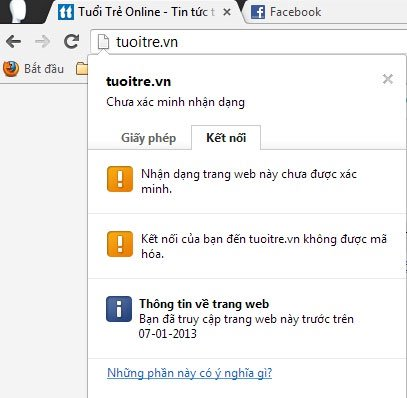 Tuổi Trẻ Online - Tin tức t
Facebook
tuoitre.vn
Bắt đầu
tuoitre.vn
Chưa xác minh nhận dạng
Giấy phép
Kết nối
Nhận dạng trang web này chưa được xác
minh.
Kết nối của bạn đến tuoitre.vn không được mã
hóa.
Thông tin về trang web
Bạn đã truy cập trang web này trước trên
07-01-2013
Những phần này có ý nghĩa gì?